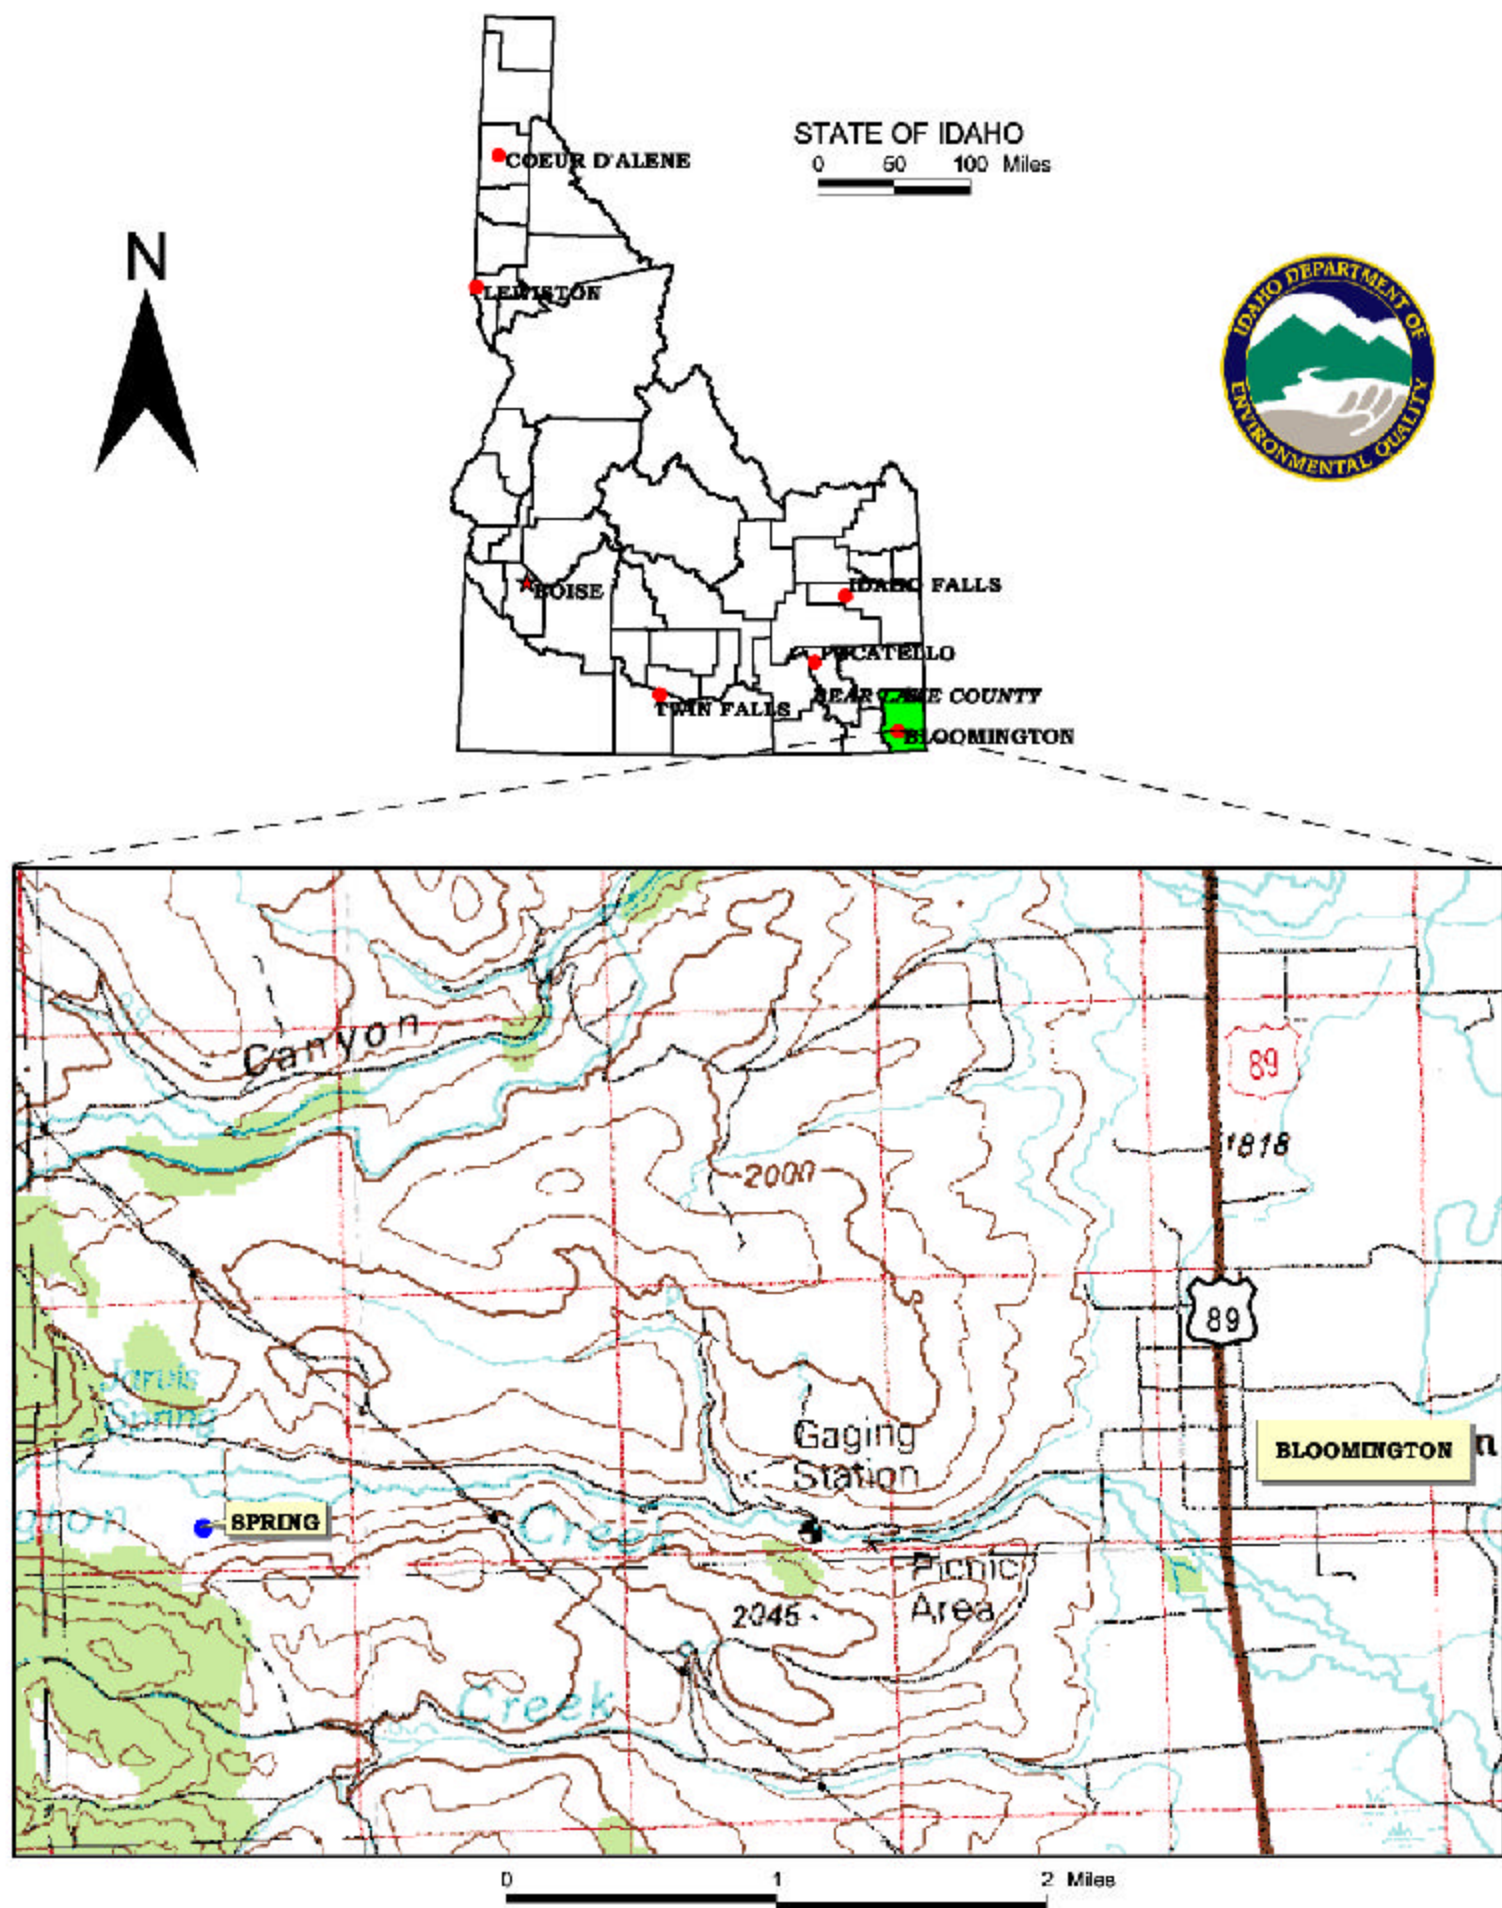 STATE OF IDAHO
0 50 100 Miles
N
COEUR D'ALENE
LEWISTON
IDAHO DEPARTMENT OF
ENVIRONMENTAL QUALITY
BOISE
IDAHO FALLS
POCATELLO
BEAR LAKE COUNTY
TWIN FALLS
BLOOMINGTON
Canyon
89
1818
2000
89
Jarvis
Spring
Gaging
Station
BLOOMINGTON n
gton
SPRING
Creek
Picnic
Area
2045
Creek
0 1 2 Miles